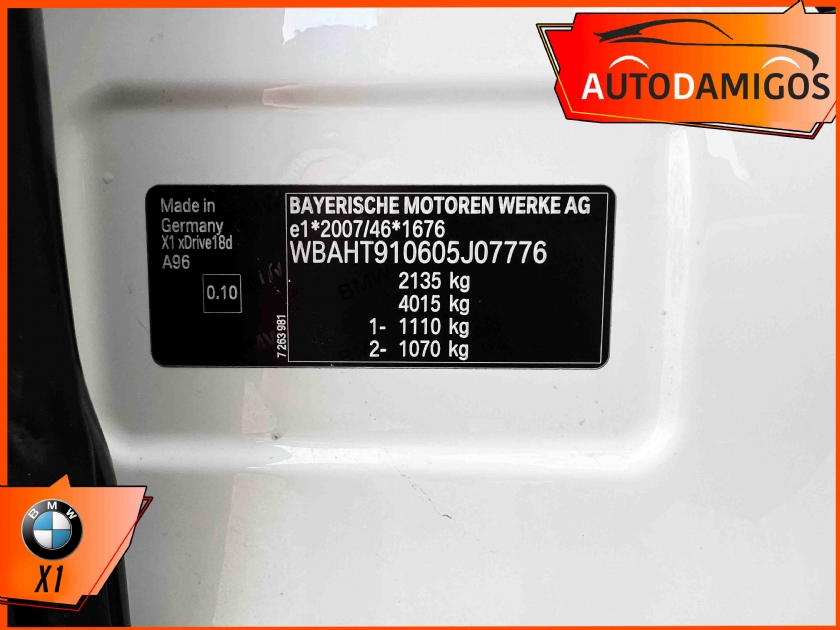 AUTODAMIGOS
Made in
Germany
X1 xDrive18d
A96
0.10
7 263 981
BAYERISCHE MOTOREN WERKE AG
e1*2007/46*1676
WBAHT910605J07776
2135 kg
4015 kg
1- 1110 kg
2- 1070 kg
BMW
X1